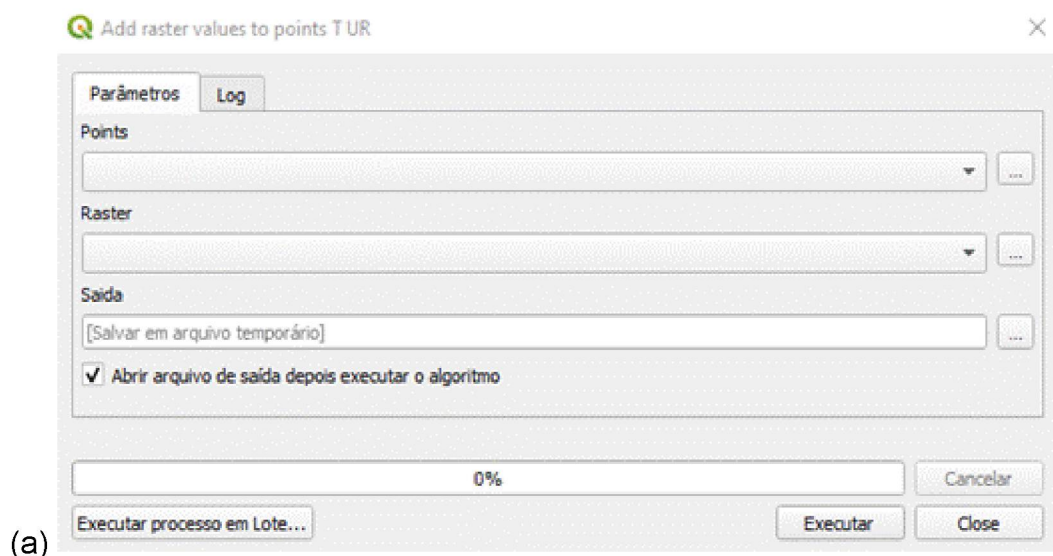 Add raster values to points T UR
Parâmetros Log
Points
...
Raster
...
Saida
[Salvar em arquivo temporário] ...
Abrir arquivo de saída depois executar o algoritmo
0% Cancelar
Executar processo em Lote... Executar Close
(a)